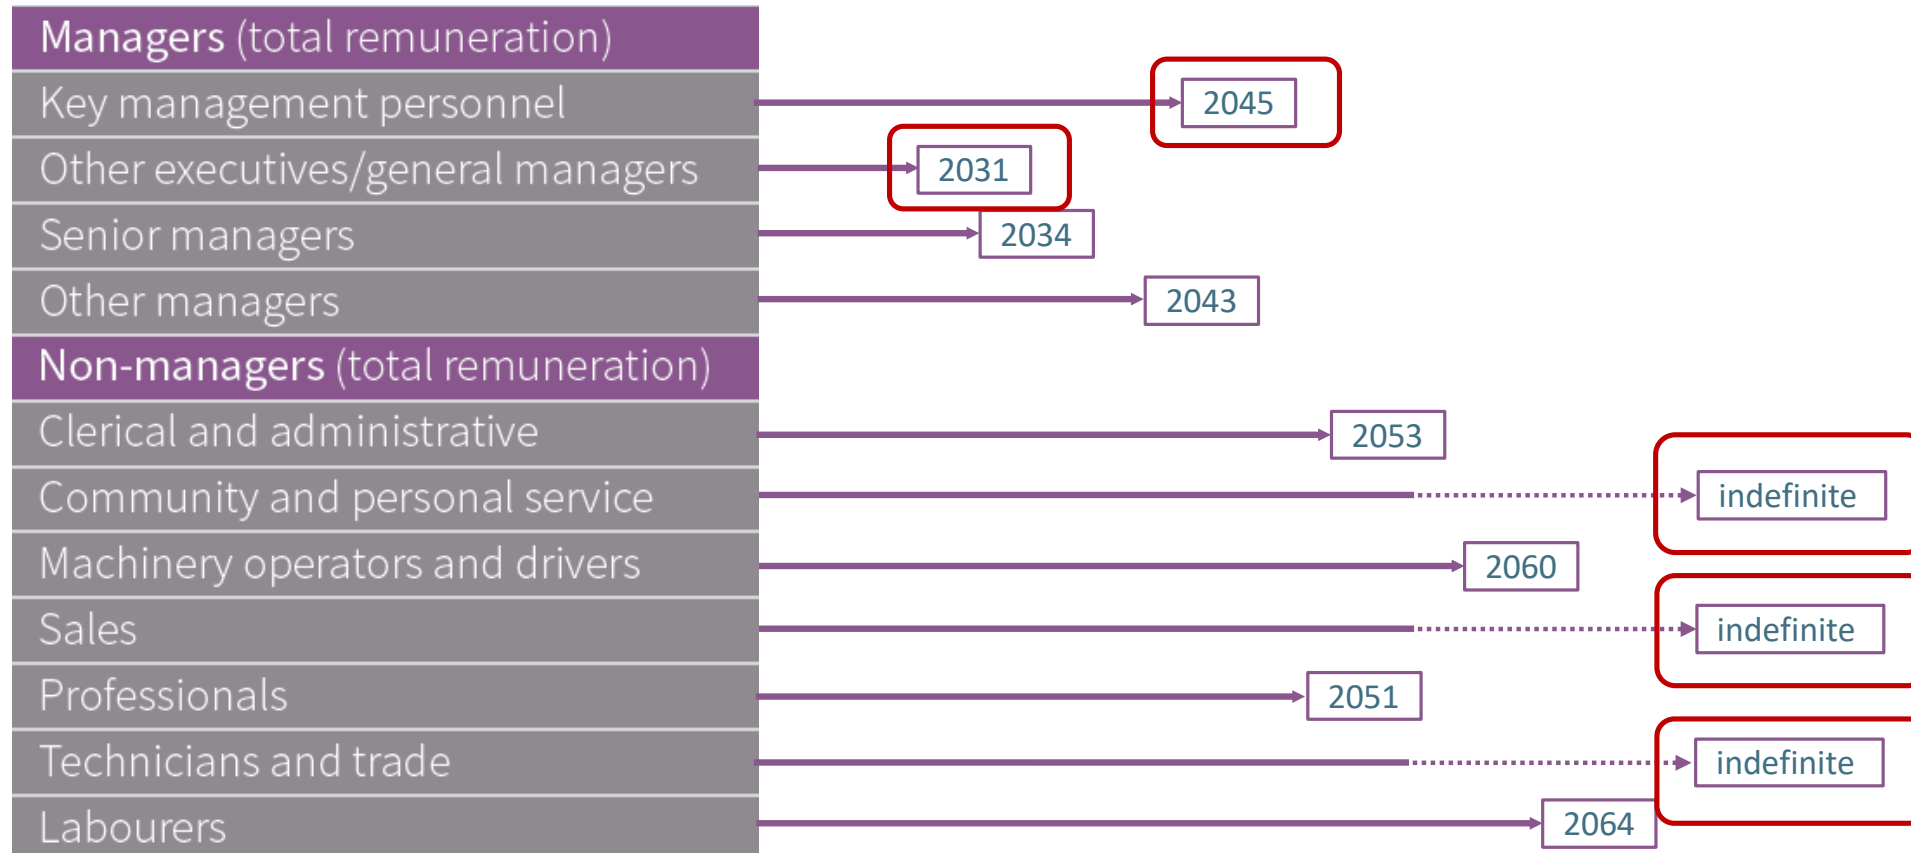 Managers (total remuneration)
Key management personnel 2045
Other executives/general managers 2031
Senior managers 2034
Other managers 2043
Non-managers (total remuneration)
Clerical and administrative 2053
Community and personal service indefinite
Machinery operators and drivers 2060
Sales indefinite
Professionals 2051
Technicians and trade indefinite
Labourers 2064